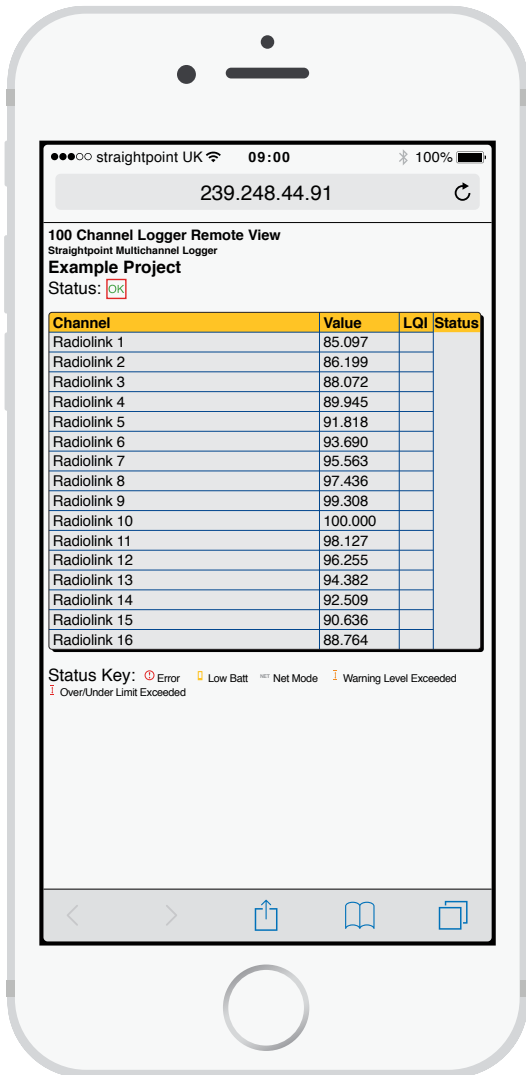 straightpoint UK 09:00 100%
239.248.44.91
100 Channel Logger Remote View
Straightpoint Multichannel Logger
Example Project
Status: OK
Channel Value LQI Status
Radiolink 1 85.097
Radiolink 2 86.199
Radiolink 3 88.072
Radiolink 4 89.945
Radiolink 5 91.818
Radiolink 6 93.690
Radiolink 7 95.563
Radiolink 8 97.436
Radiolink 9 99.308
Radiolink 10 100.000
Radiolink 11 98.127
Radiolink 12 96.255
Radiolink 13 94.382
Radiolink 14 92.509
Radiolink 15 90.636
Radiolink 16 88.764
Status Key: Error Low Batt NET Net Mode Warning Level Exceeded
Over/Under Limit Exceeded